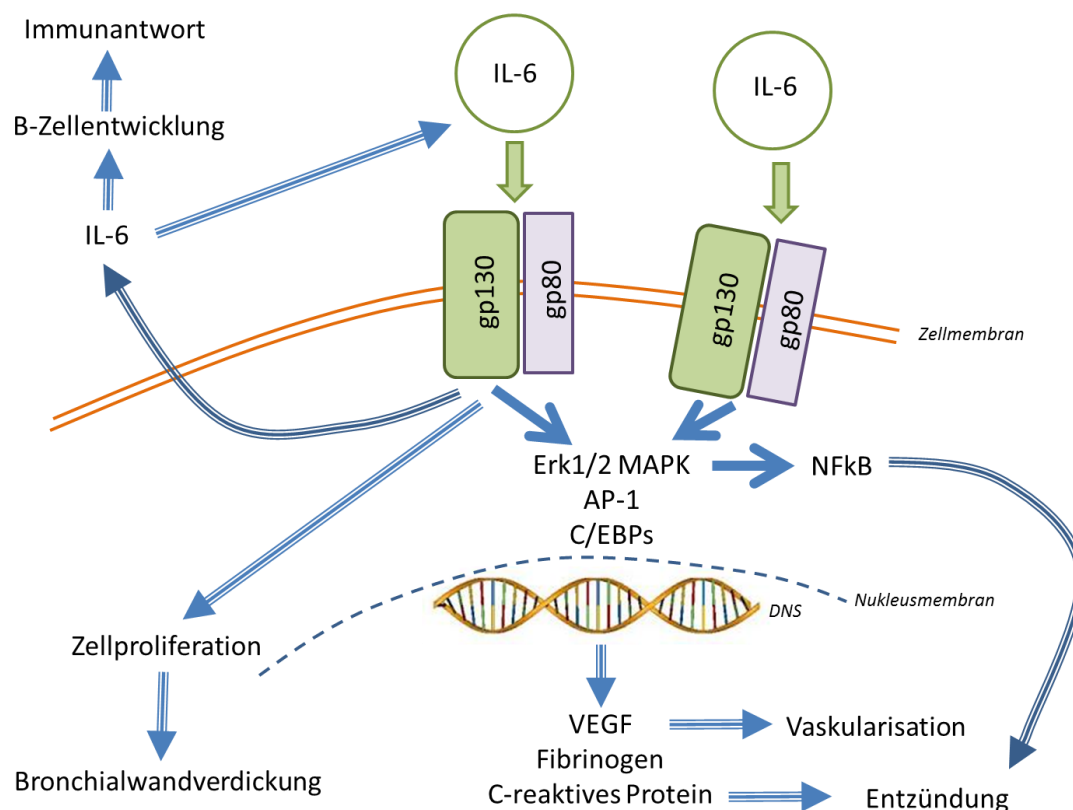 Immunantwort
B-Zellentwicklung
IL-6
IL-6
IL-6
gp130
gp80
gp130
gp80
Zellmembran
Erk1/2 MAPK
NFkB
AP-1
C/EBPs
DNS
Nukleusmembran
Zellproliferation
Bronchialwandverdickung
VEGF
Vaskularisation
Fibrinogen
C-reaktives Protein
Entzündung